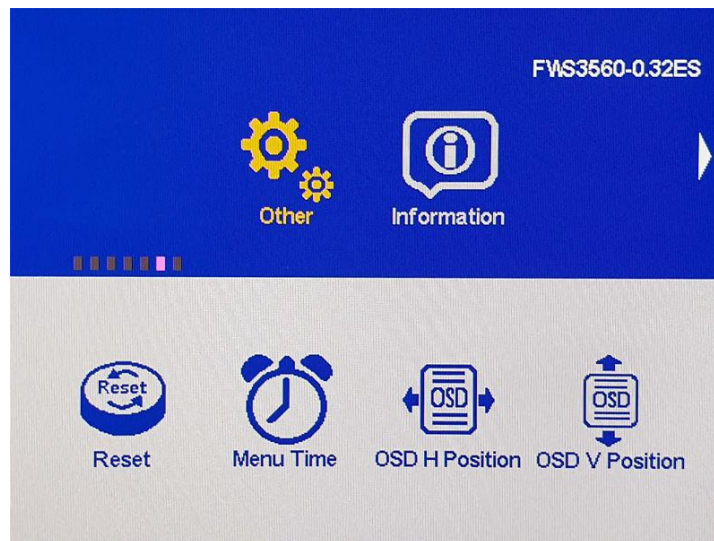 FWS3560-0.32ES
Other
Information
Reset
OSD
OSD
Reset
Menu Time
OSD H Position
OSD V Position